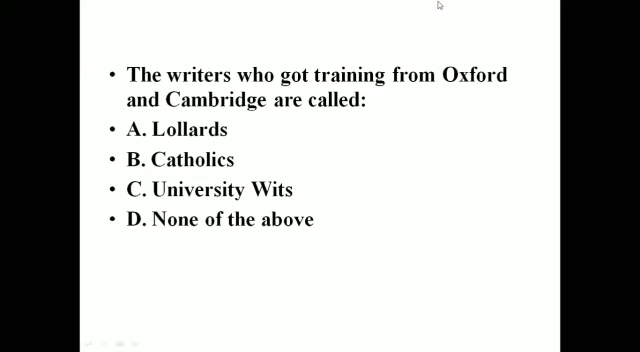 • The writers who got training from Oxford
and Cambridge are called:
• A. Lollards
• B. Catholics
• C. University Wits
• D. None of the above